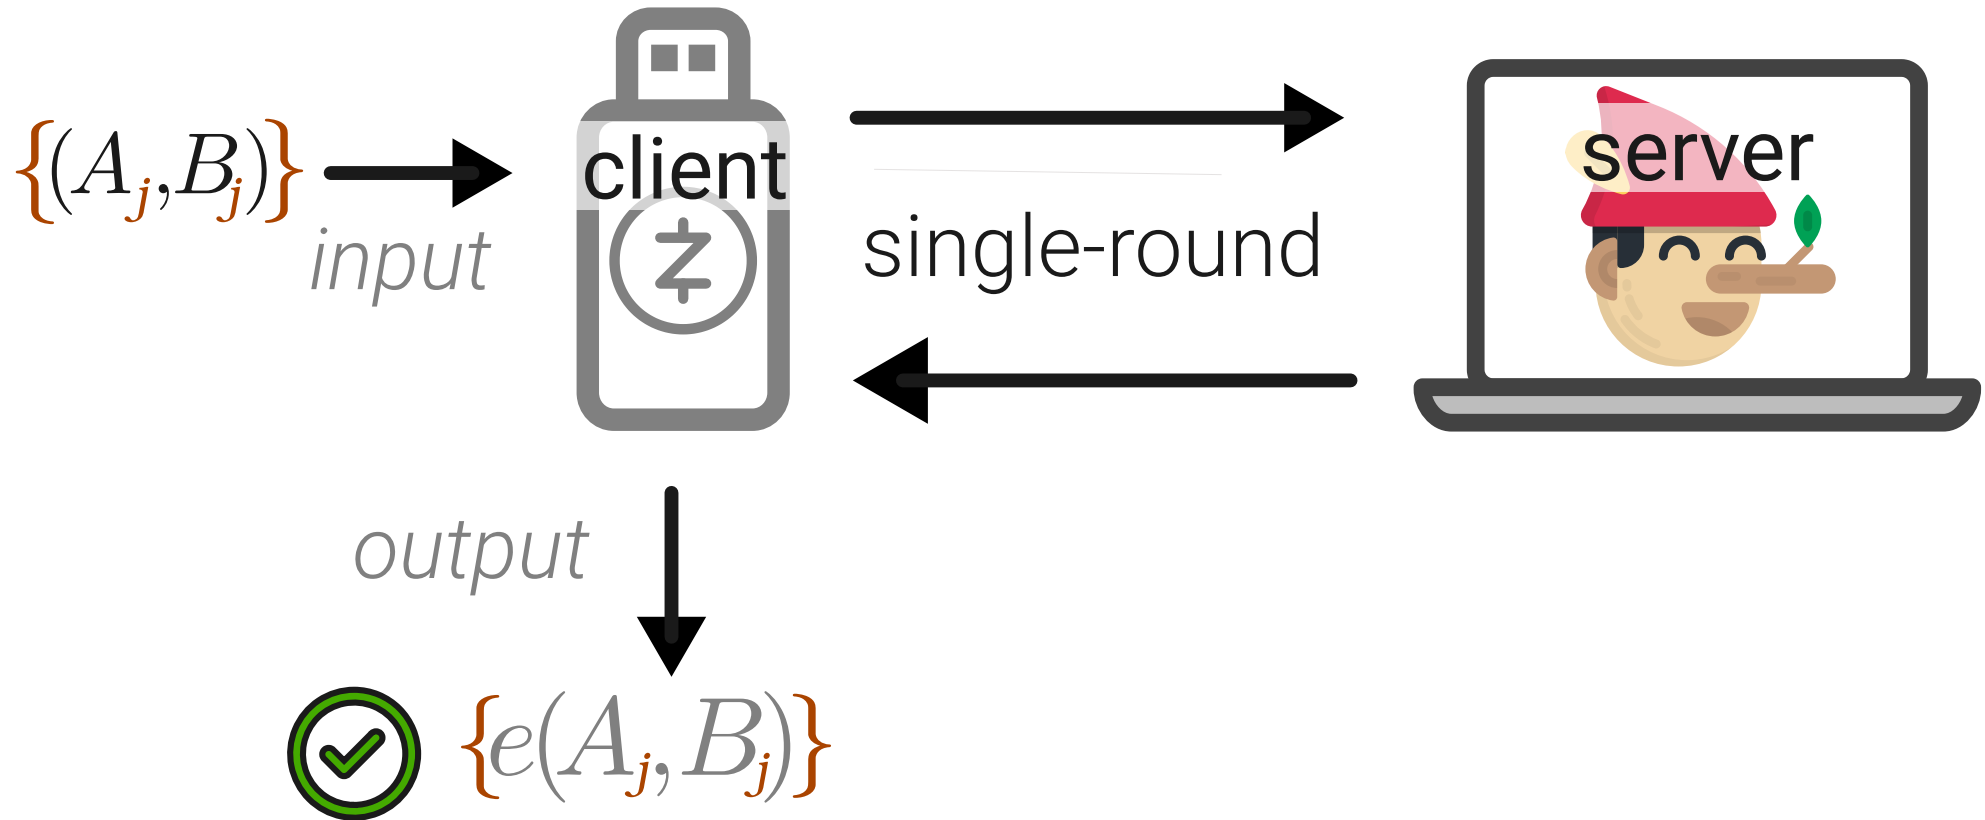 {(A_j,B_j)}
input
client
server
single-round
output
{e(A_j,B_j)}